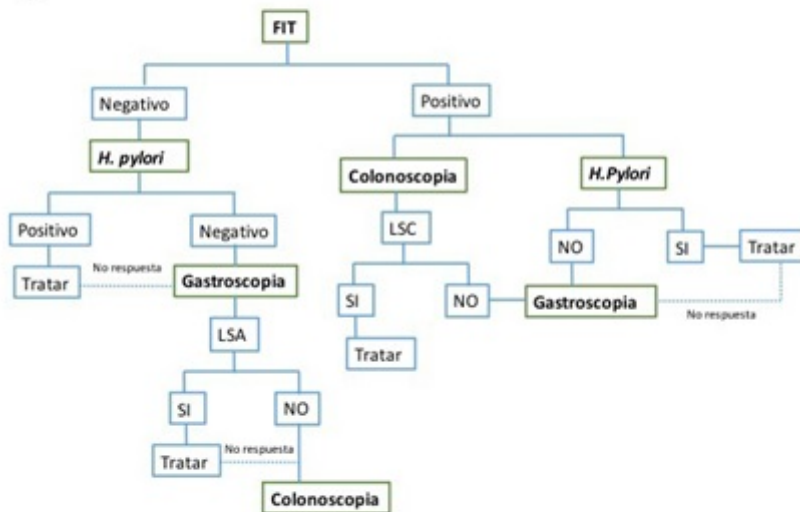 FIT
Negativo
Positivo
H. pylori
Colonoscopia
H.Pylori
Positivo
Negativo
LSC
NO
SI
Tratar
Tratar
No respuesta
Gastroscopia
SI
NO
Gastroscopia
No respuesta
LSA
Tratar
SI
NO
Tratar
No respuesta
Colonoscopia